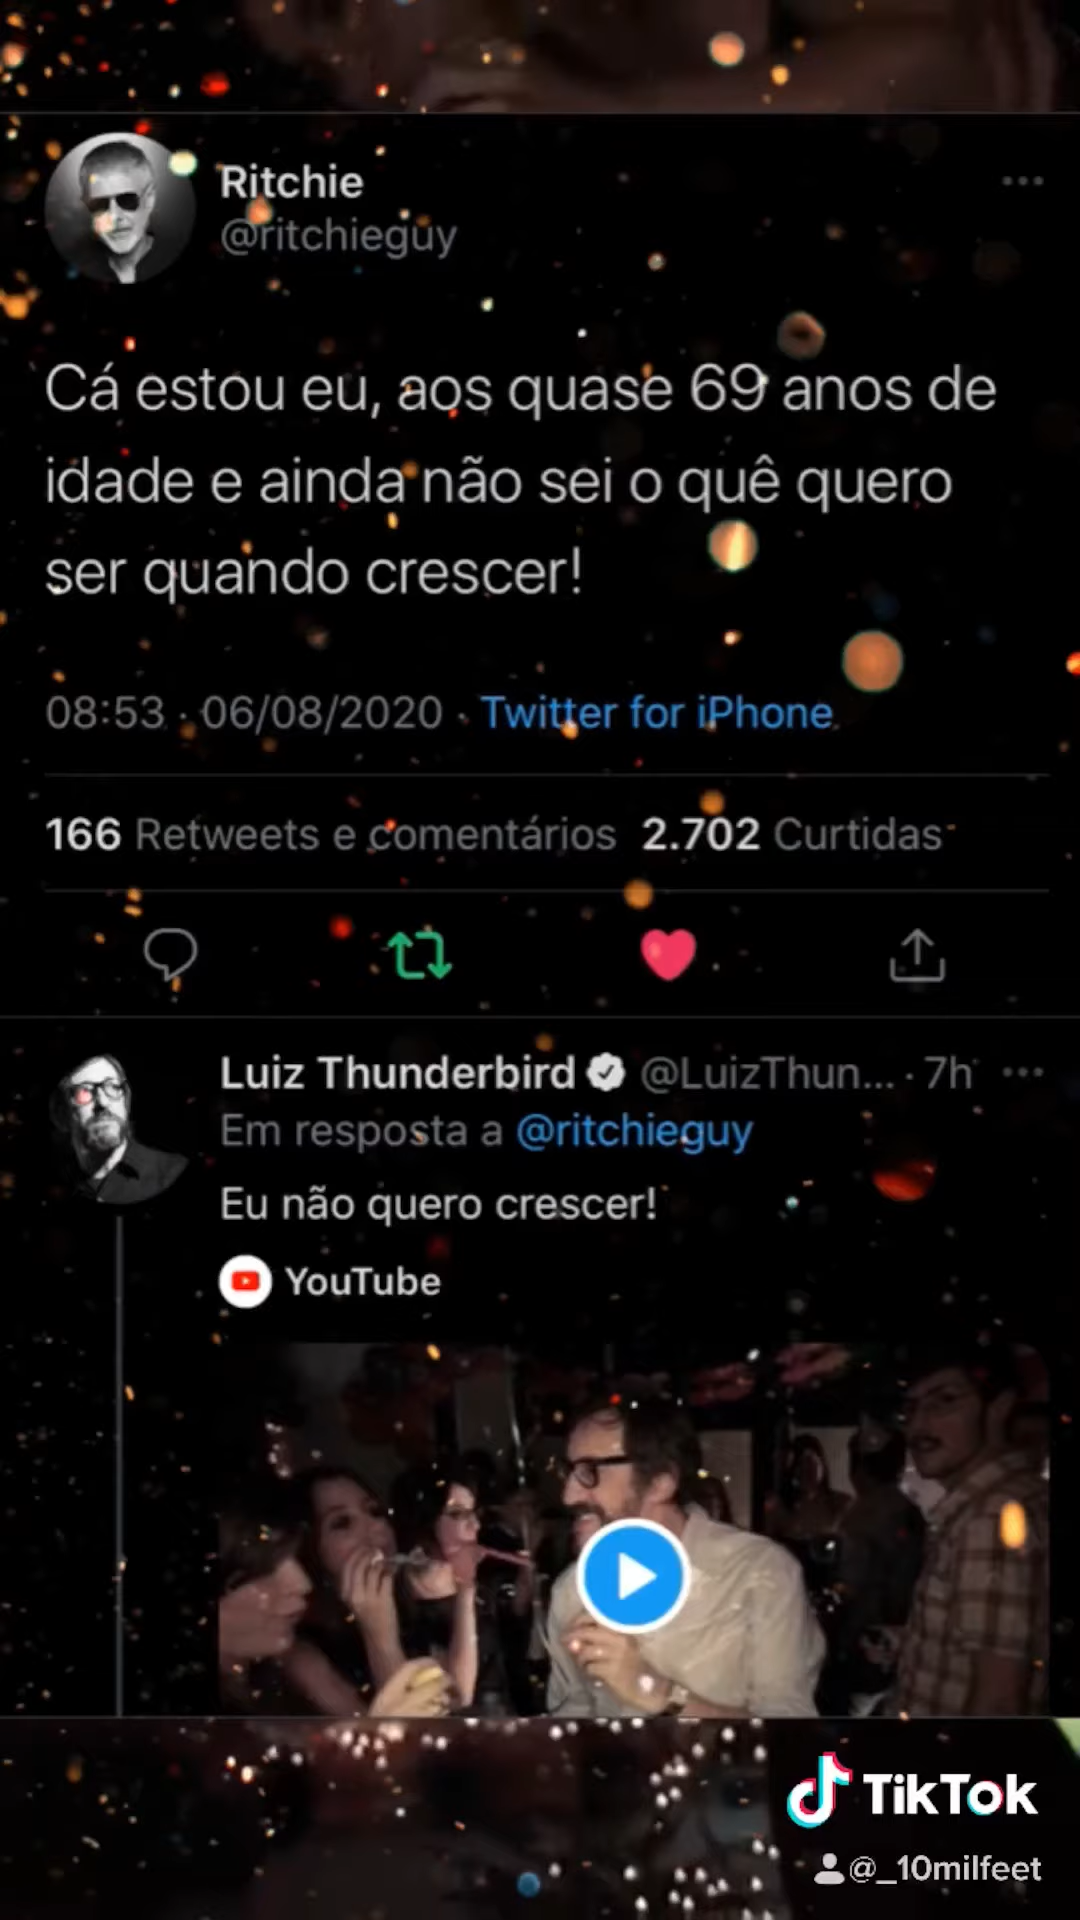 Ritchie
@ritchieguy
Cá estou eu, aos quase 69 anos de
idade e ainda não sei o quê quero
ser quando crescer!
08:53 · 06/08/2020 · Twitter for iPhone
166 Retweets e comentários 2.702 Curtidas
Luiz Thunderbird @LuizThun... · 7h
Em resposta a @ritchieguy
Eu não quero crescer!
YouTube
TikTok
@_10milfeet